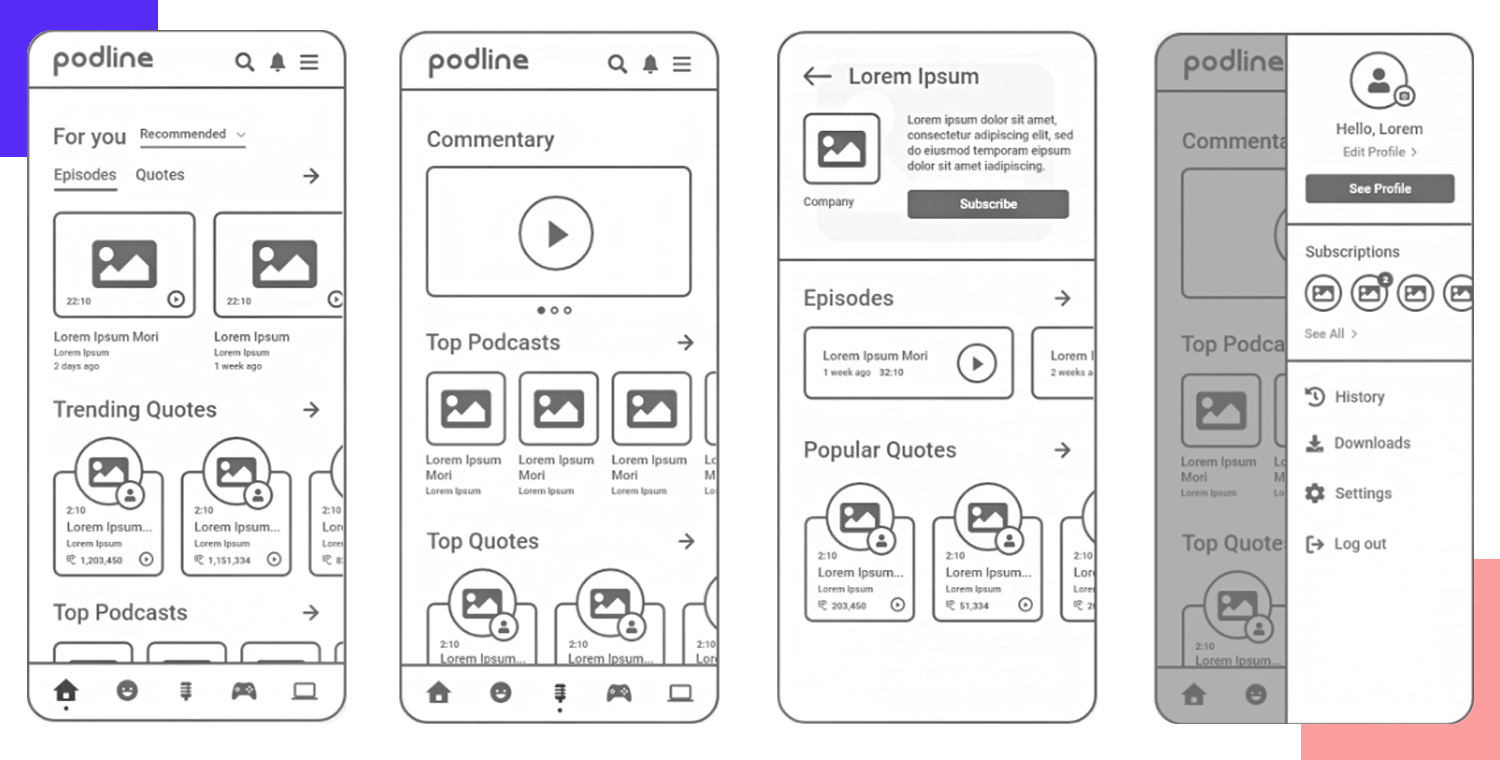 podline
For you Recommended
Episodes Quotes
22:10 22:10
Lorem Ipsum Mori Lorem Ipsum
Lorem Ipsum Lorem Ipsum
2 days ago 1 week ago
Trending Quotes
2:10 2:10 2:10
Lorem Ipsum... Lorem Ipsum... Lorem
Lorem Ipsum Lorem Ipsum Lorem
1,203,450 1,151,334 8
Top Podcasts
podline
Commentary
Top Podcasts
Lorem Ipsum Lorem Ipsum Lorem Ipsum
Mori Mori Mori
Lorem Ipsum Lorem Ipsum Lorem Ipsum
Top Quotes
2:10 2:10 2:10
Lorem Ipsum... Lorem Ipsum... Lor
Lorem Ipsum
Lorem ipsum dolor sit amet,
consectetur adipiscing elit, sed
do eiusmod temporam eipsum
dolor sit amet iadipiscing.
Company
Subscribe
Episodes
Lorem Ipsum Mori Lorem I
1 week ago 32:10 2 weeks a
Popular Quotes
2:10 2:10 2:10
Lorem Ipsum... Lorem Ipsum... Lorem
Lorem Ipsum Lorem Ipsum Lorem
203,450 51,334 2
podline
Commenta
Top Podca
Lorem Ipsum
Mori
Lorem Ipsum
Top Quote
2:10
Lorem Ipsum...
Hello, Lorem
Edit Profile
See Profile
Subscriptions
2
See All
History
Downloads
Settings
Log out